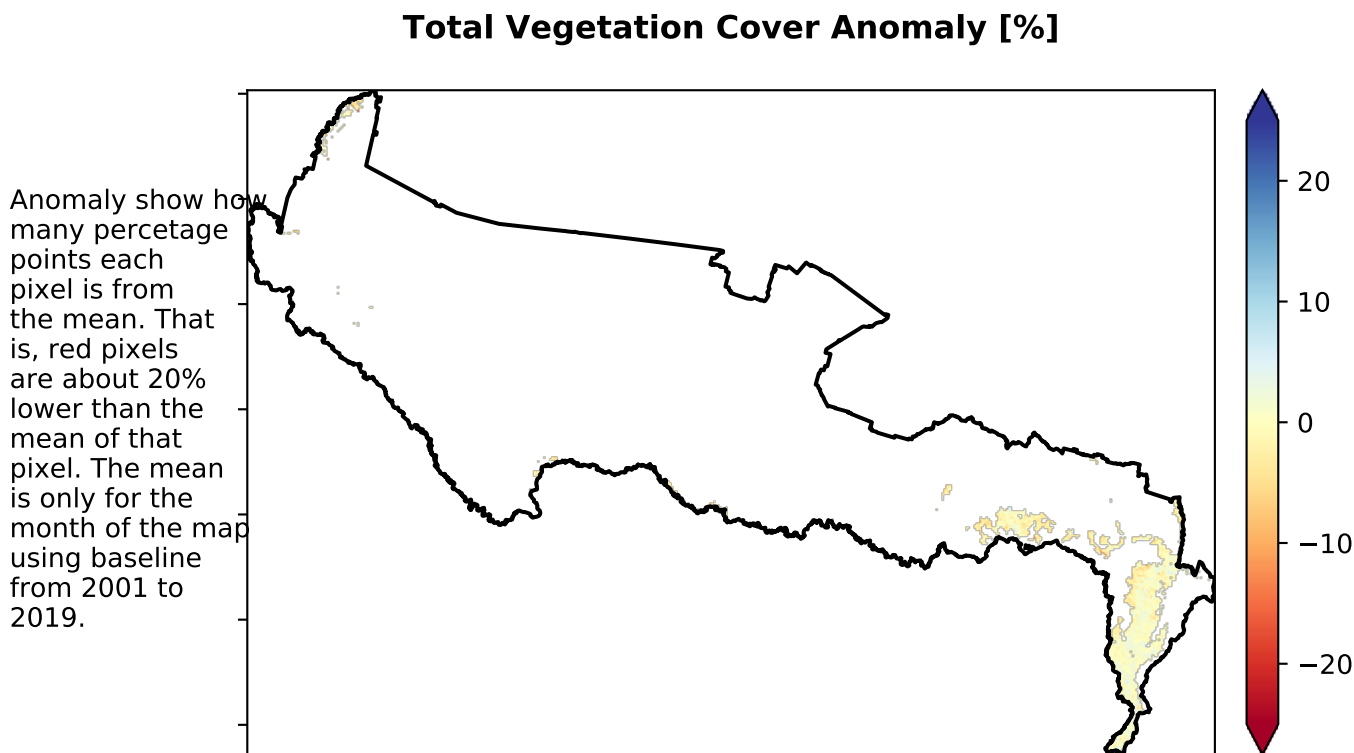 Total Vegetation Cover Anomaly [%]
Anomaly show how
many percetage
points each
pixel is from
the mean. That
is, red pixels
are about 20%
lower than the
mean of that
pixel. The mean
is only for the
month of the map
using baseline
from 2001 to
2019.
20
10
0
−10
−20